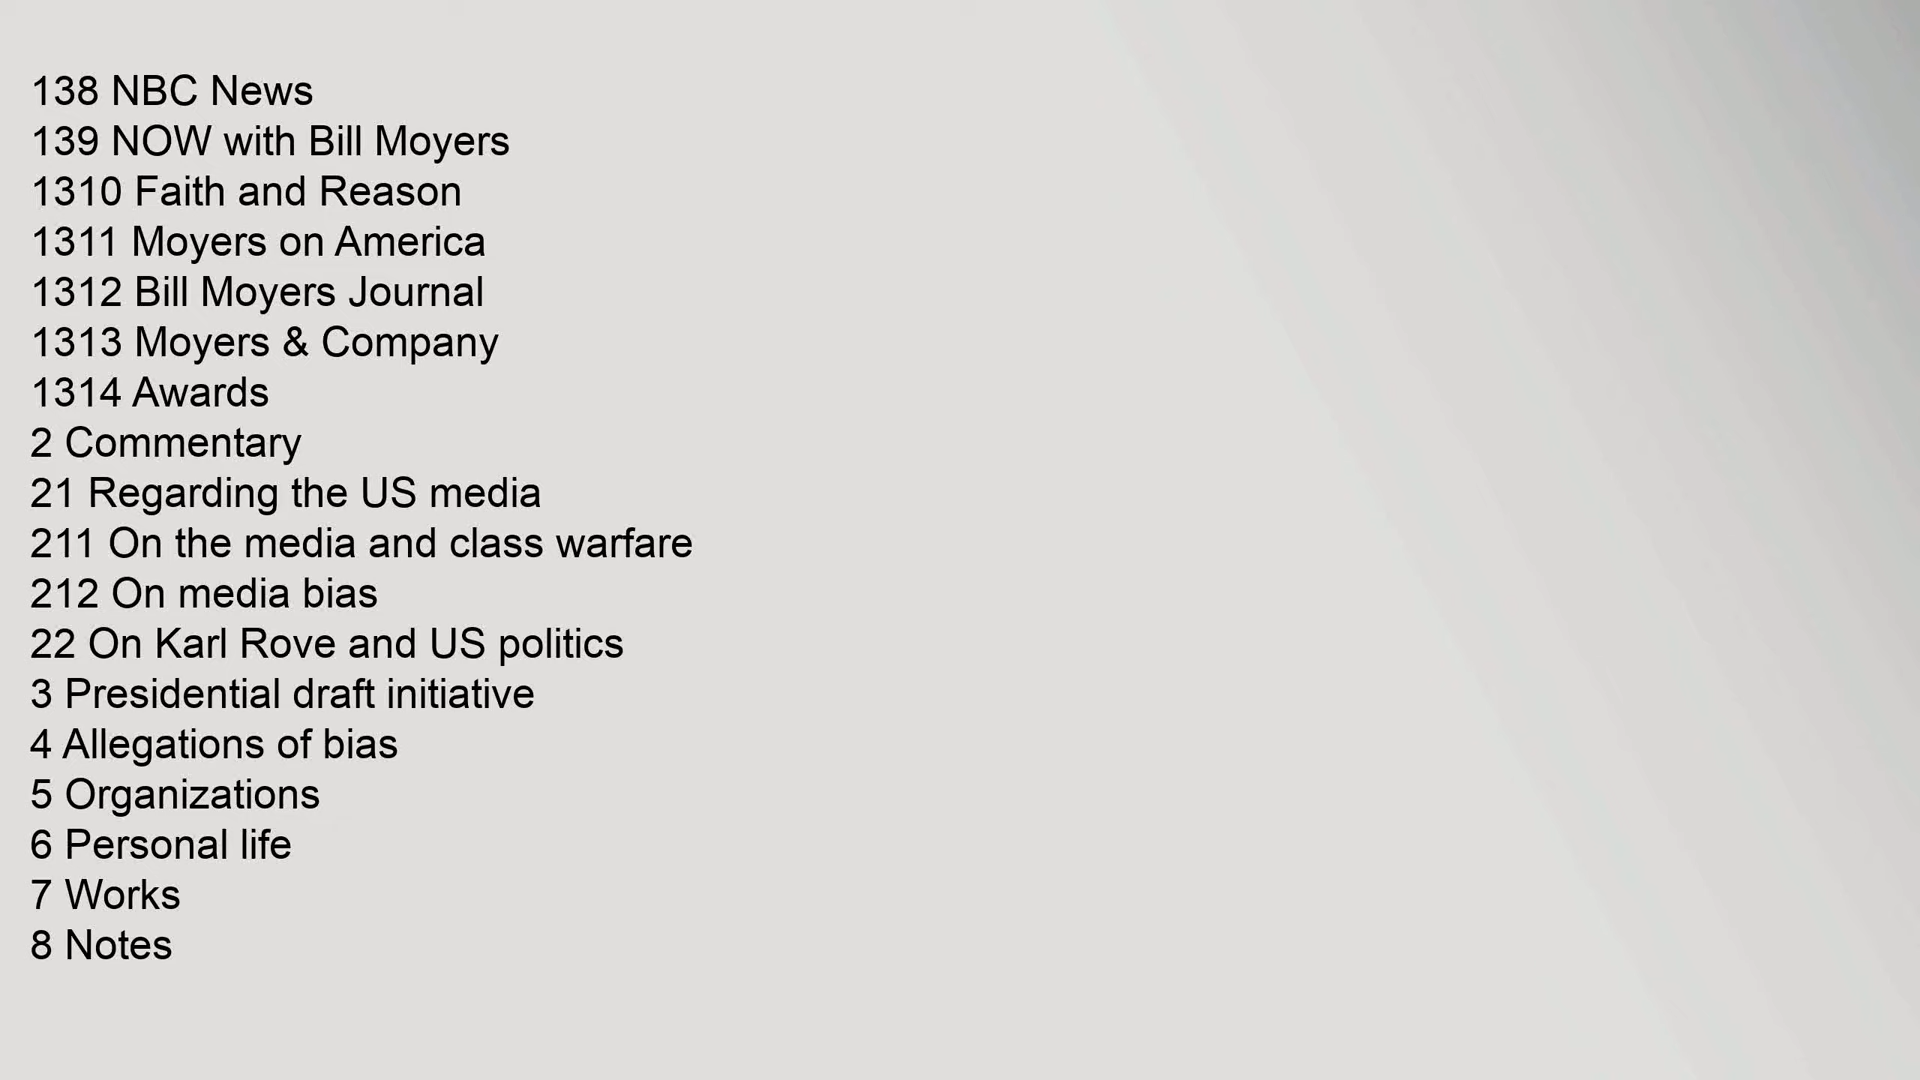 138 NBC News
139 NOW with Bill Moyers
1310 Faith and Reason
1311 Moyers on America
1312 Bill Moyers Journal
1313 Moyers & Company
1314 Awards
2 Commentary
21 Regarding the US media
211 On the media and class warfare
212 On media bias
22 On Karl Rove and US politics
3 Presidential draft initiative
4 Allegations of bias
5 Organizations
6 Personal life
7 Works
8 Notes